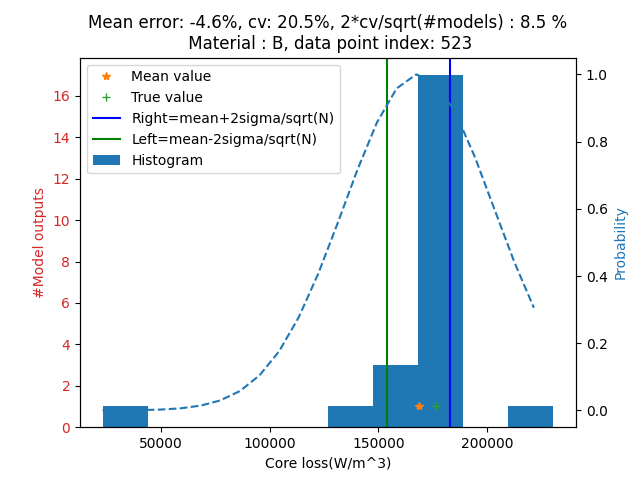 Mean error: -4.6%, cv: 20.5%, 2*cv/sqrt(#models) : 8.5 %
Material : B, data point index: 523
Mean value
True value
Right=mean+2sigma/sqrt(N)
Left=mean-2sigma/sqrt(N)
Histogram
#Model outputs
0
2
4
6
8
10
12
14
16
Probability
0.0
0.2
0.4
0.6
0.8
1.0
50000 100000 150000 200000
Core loss(W/m^3)